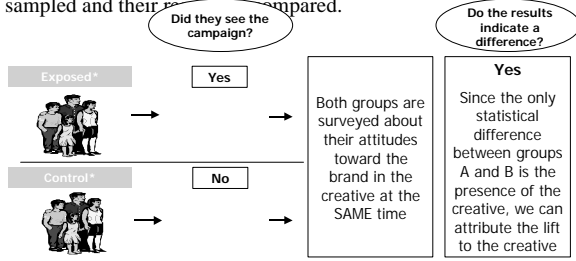 sampled and their compared.
Did they see the
campaign?
Do the results
indicate a
difference?
Exposed*
Yes
Control*
No
Both groups are
surveyed about
their attitudes
toward the
brand in the
creative at the
SAME time
Yes
Since the only
statistical
difference
between groups
A and B is the
presence of the
creative, we can
attribute the lift
to the creative